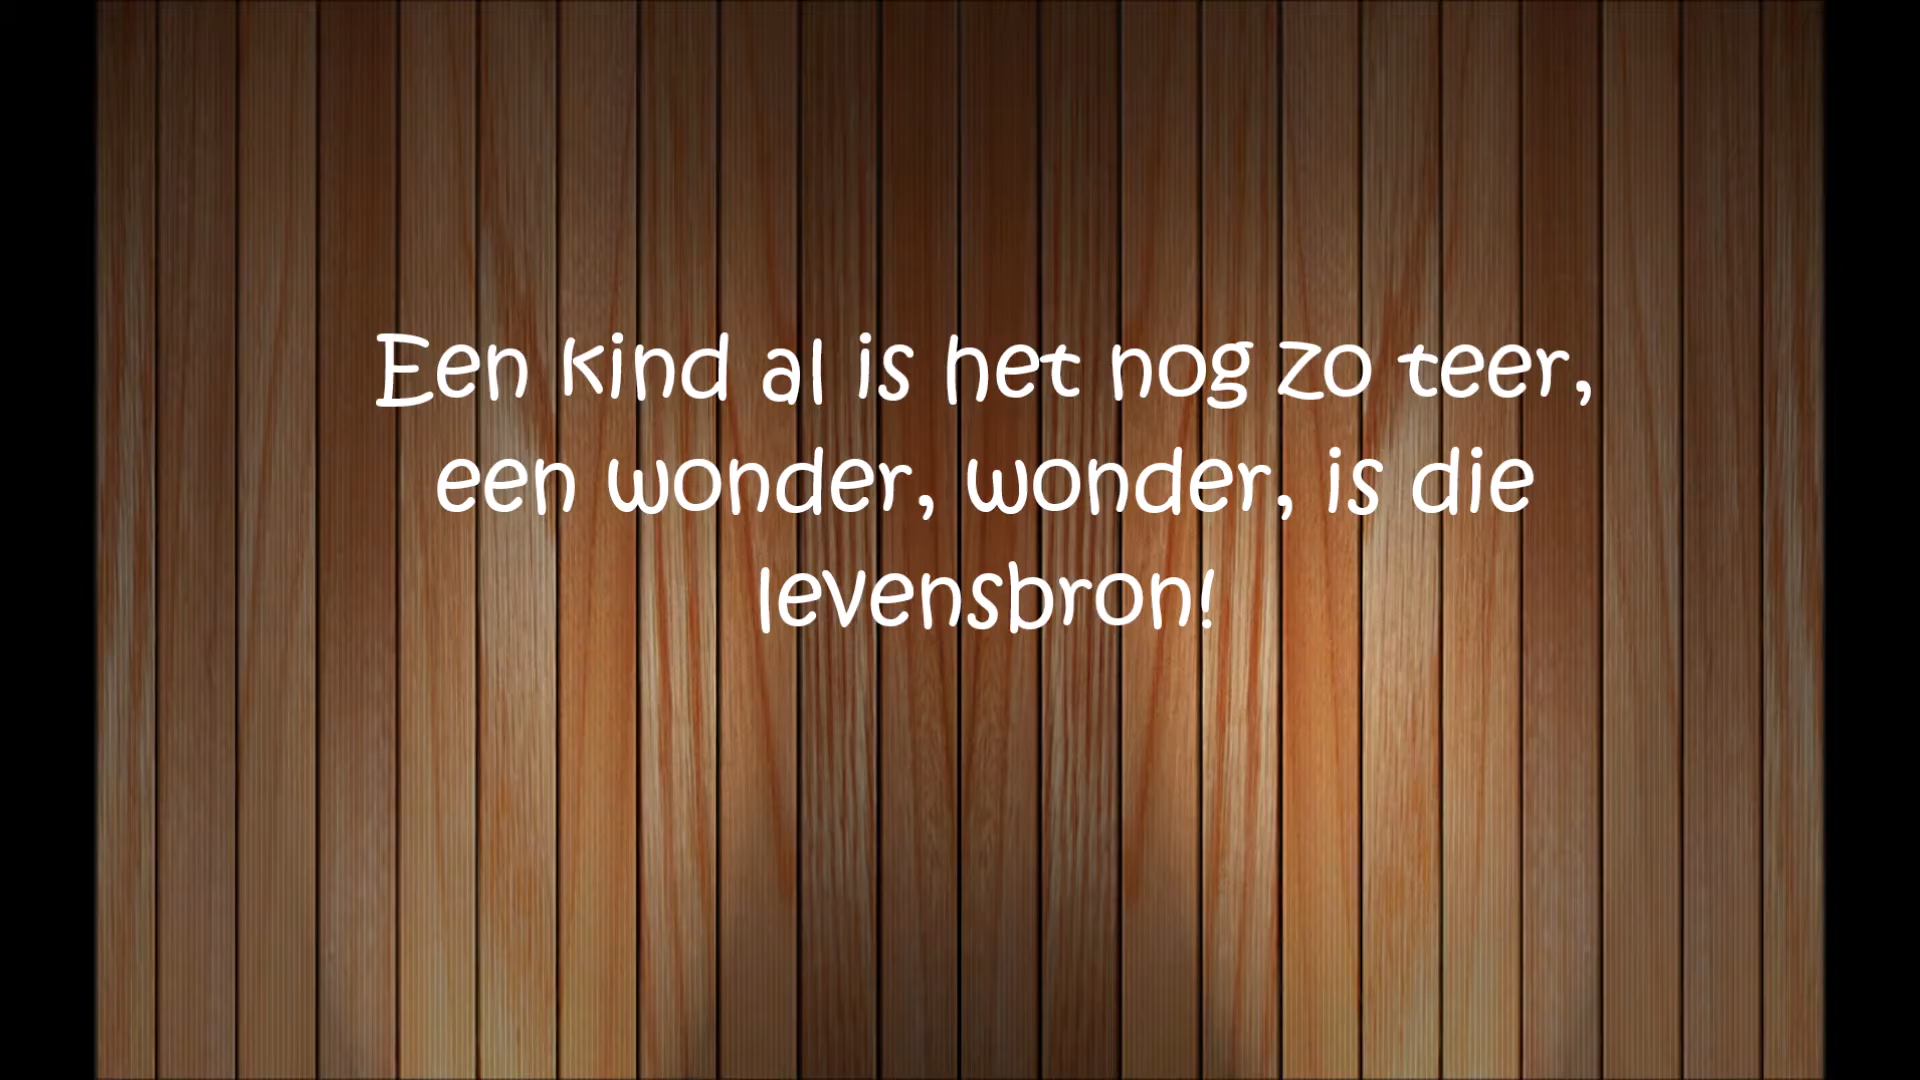 Een kind al is het nog zo teer,
een wonder, wonder, is die
levensbron!